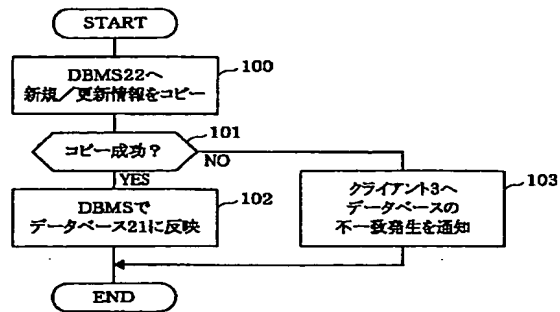 START
DBMS22へ
新規／更新情報をコピー
100
コピー成功？
101
NO
YES
DBMSで
データベース21に反映
102
クライアント3へ
データベースの
不一致発生を通知
103
END